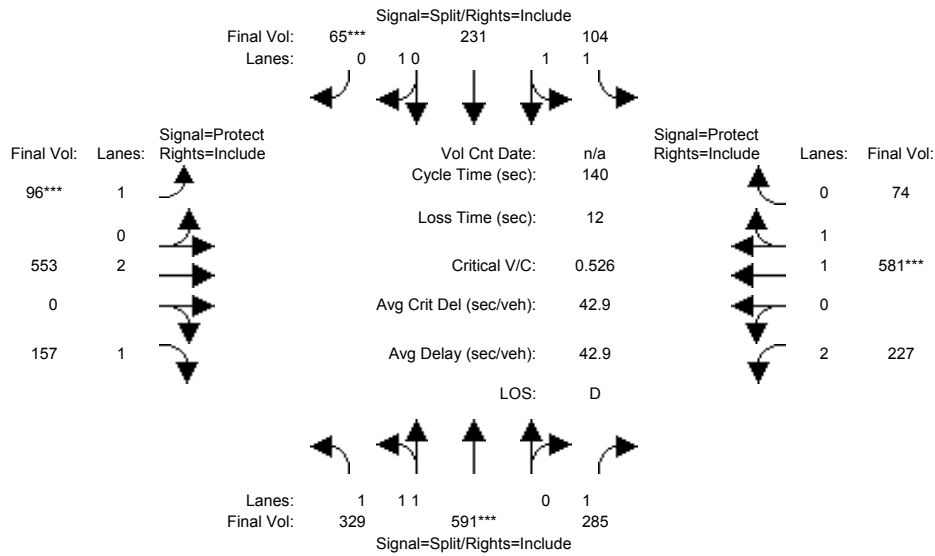 Signal=Split/Rights=Include
Final Vol: 65*** 231 104
Lanes: 0 1 0 1 1
Signal=Protect
Final Vol: Lanes: Rights=Include
Vol Cnt Date: n/a
Signal=Protect
Rights=Include Lanes: Final Vol:
Cycle Time (sec): 140
96*** 1
0 74
Loss Time (sec): 12
0
1
553 2
Critical V/C: 0.526
1 581***
0
Avg Crit Del (sec/veh): 42.9
0
157 1
Avg Delay (sec/veh): 42.9
2 227
LOS: D
Lanes: 1 1 1 0 1
Final Vol: 329 591*** 285
Signal=Split/Rights=Include